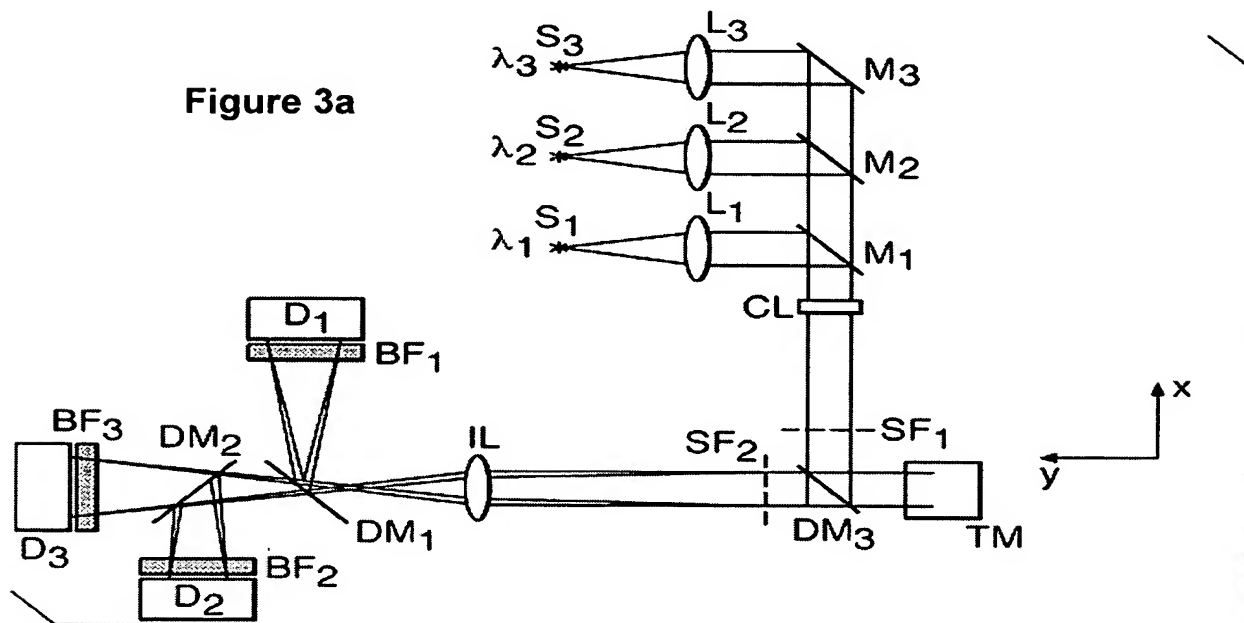 Figure 3a
λ3 S3 L3 M3
λ2 S2 L2 M2
λ1 S1 L1 M1
CL
D1
BF1
x
y
BF3 DM2 IL SF2 SF1
D3 DM1 DM3 TM
BF2
D2